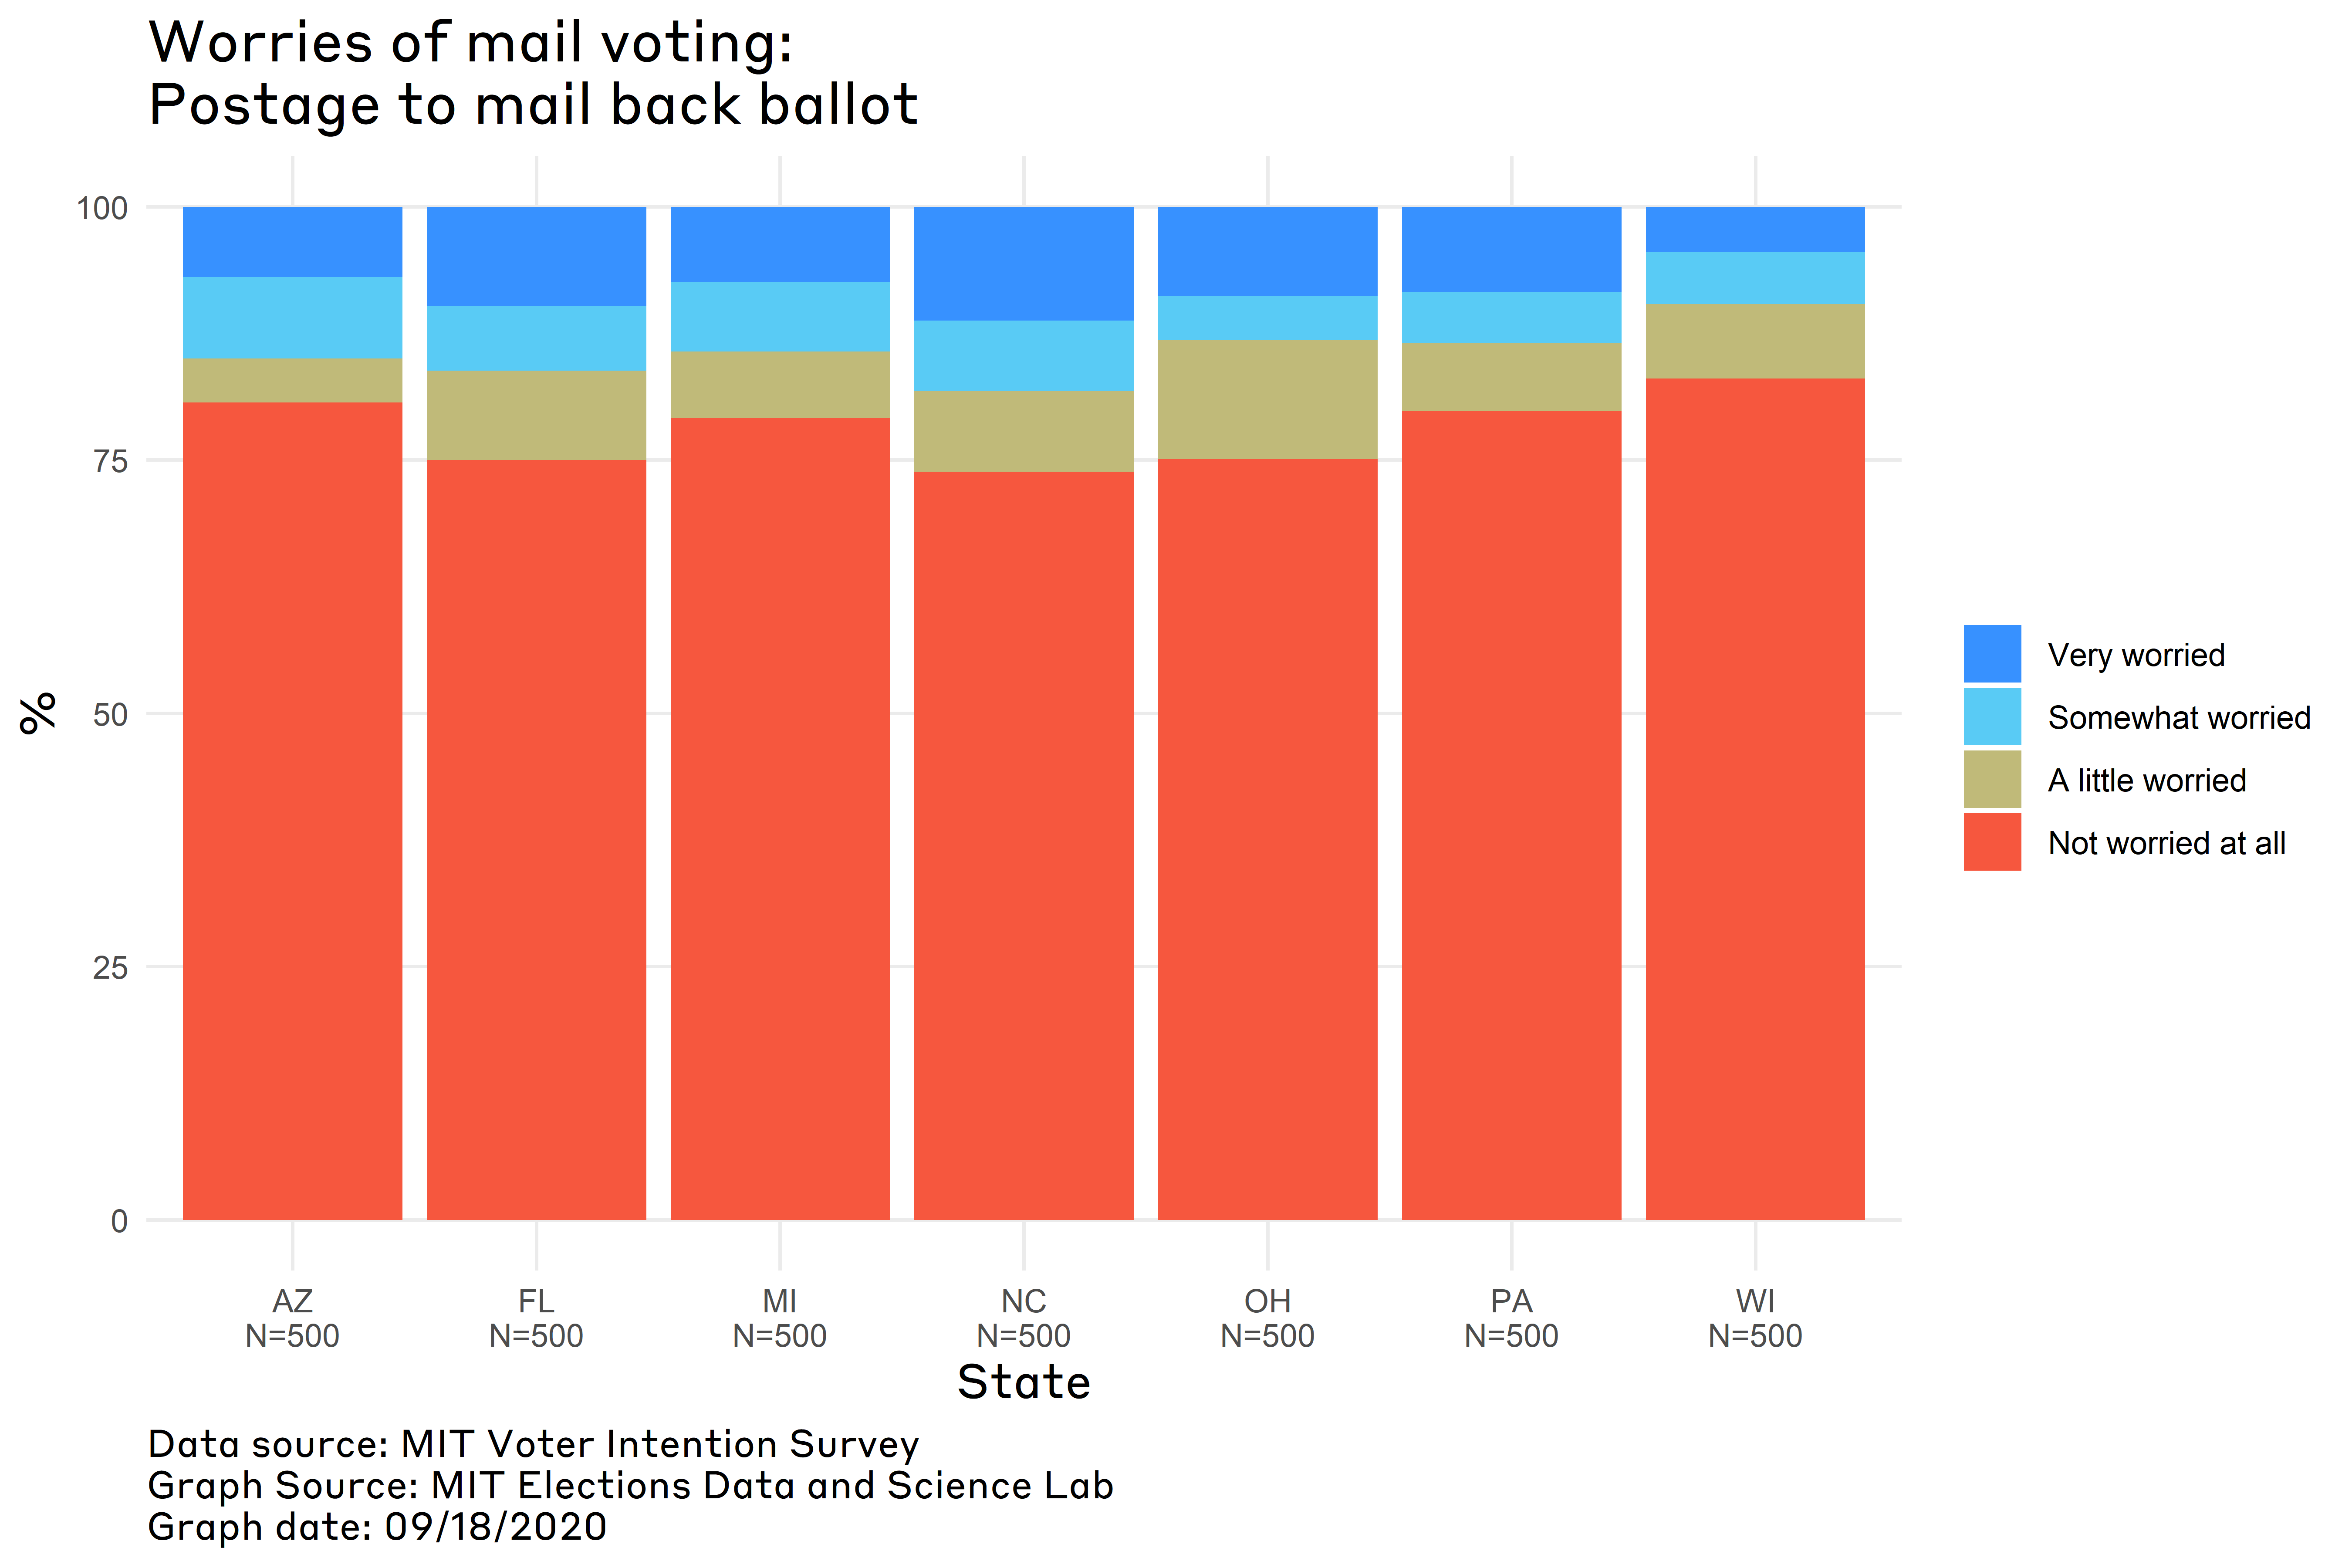 Worries of mail voting:
Postage to mail back ballot
100
75
50
25
0
%
AZ
N=500
FL
N=500
MI
N=500
NC
N=500
OH
N=500
PA
N=500
WI
N=500
State
Very worried
Somewhat worried
A little worried
Not worried at all
Data source: MIT Voter Intention Survey
Graph Source: MIT Elections Data and Science Lab
Graph date: 09/18/2020